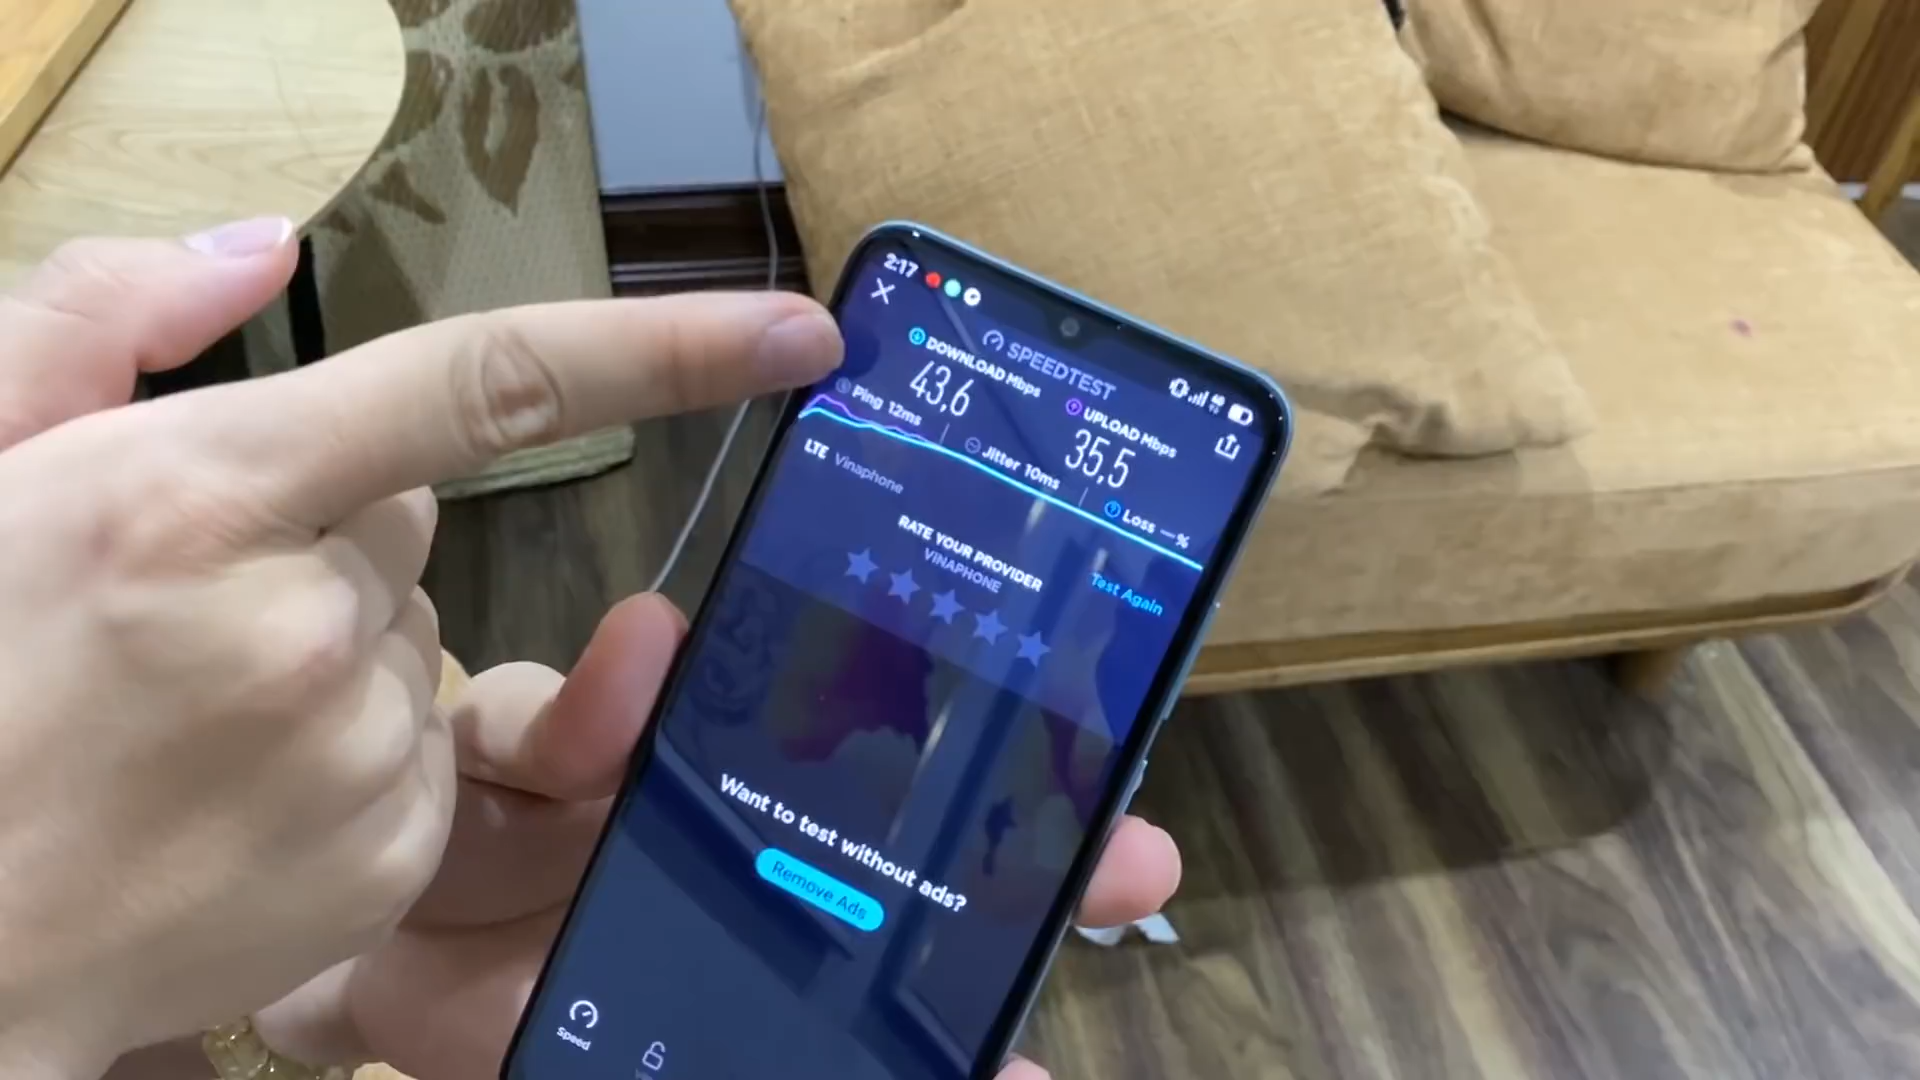 2:17
SPEEDTEST
DOWNLOAD Mbps
43,6
UPLOAD Mbps
35,5
Ping 12ms
Jitter 10ms
Loss —%
LTE Vinaphone
RATE YOUR PROVIDER
VINAPHONE
Test Again
Want to test without ads?
Remove Ads
Speed